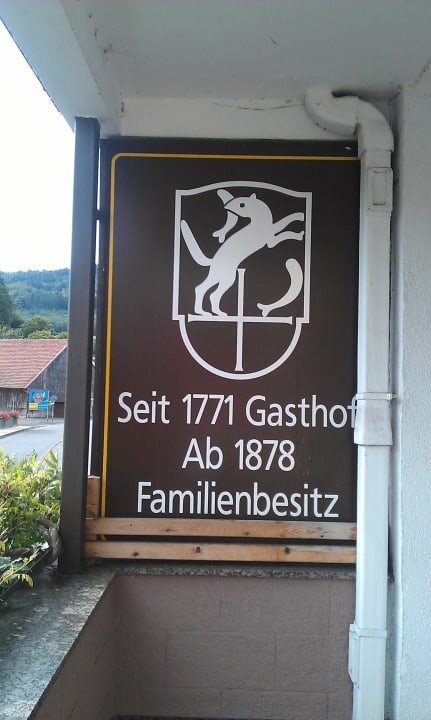 Seit 1771 Gasthof
Ab 1878
Familienbesitz